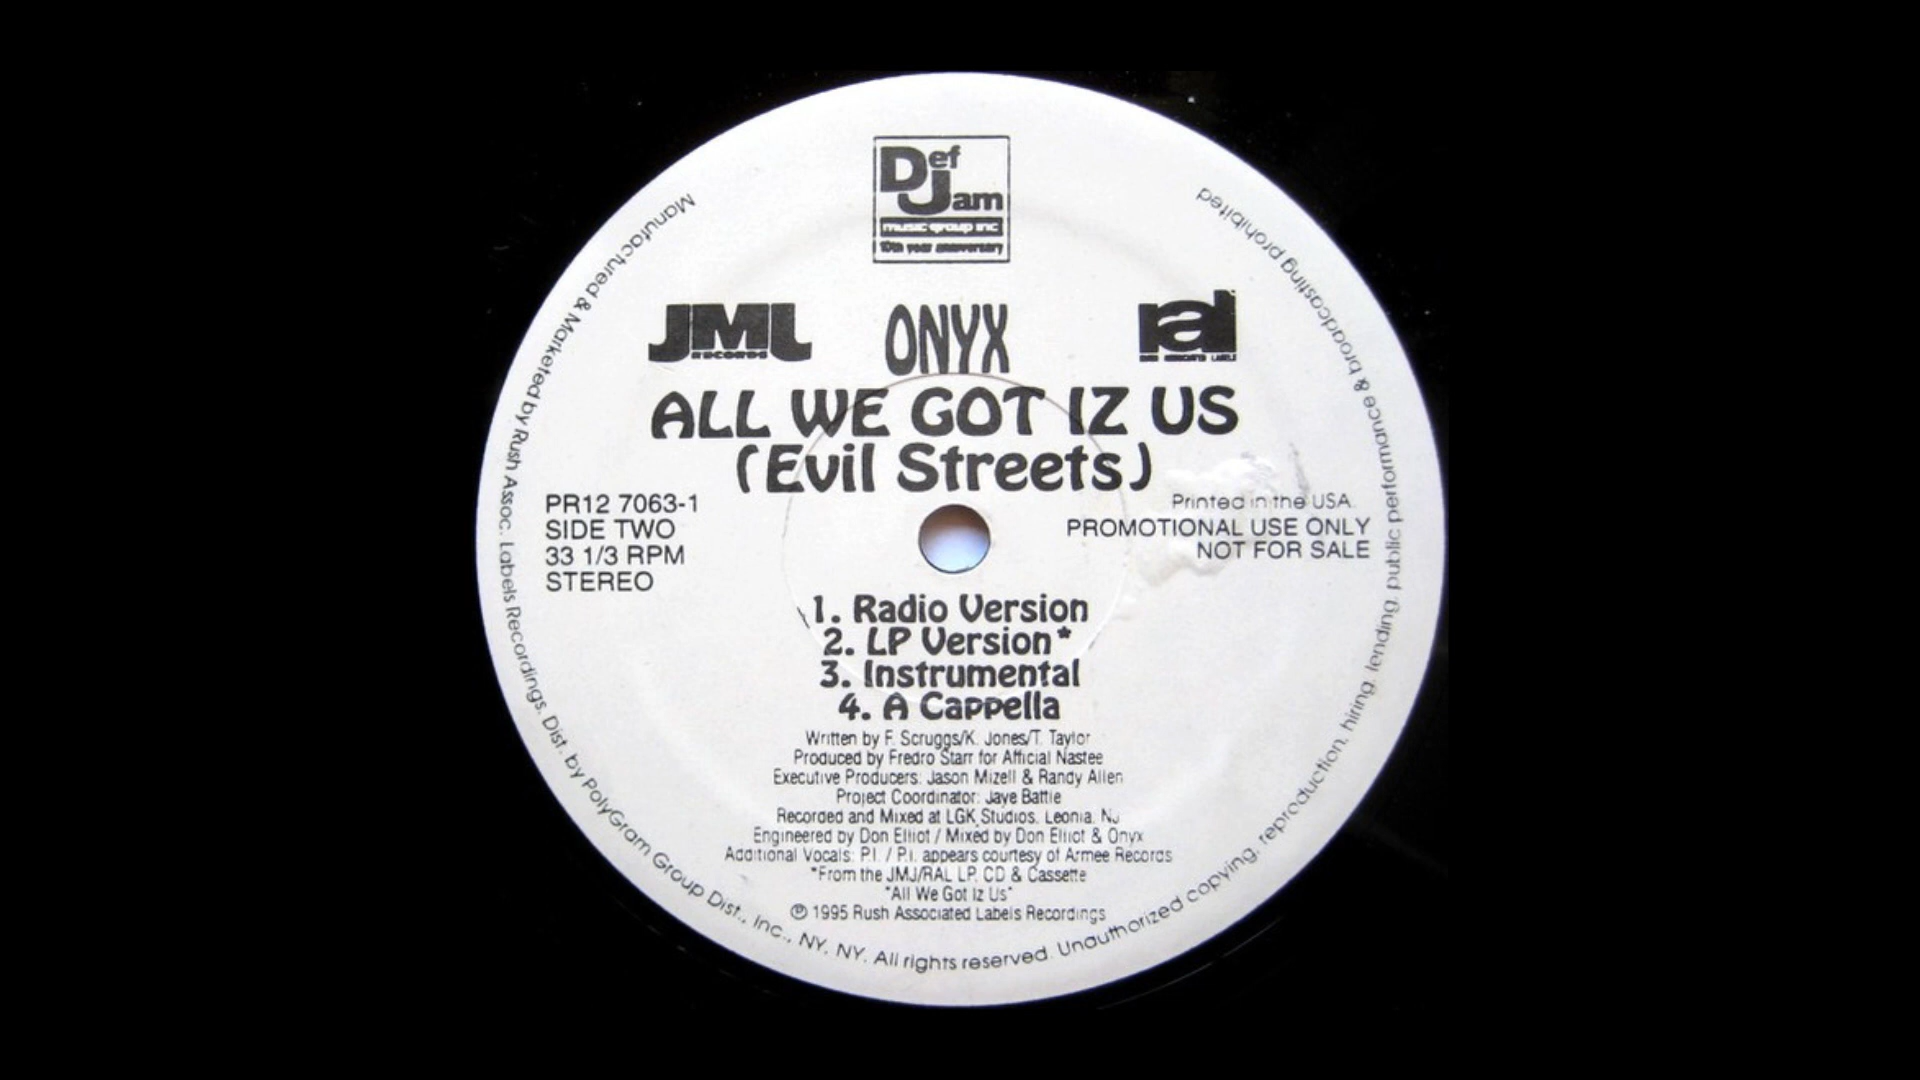 Def
Jam
music group inc
10th year anniversary
JMJ
RECORDS
ONYX
ral
RUSH ASSOCIATED LABELS
ALL WE GOT IZ US
(Evil Streets)
PR12 7063-1
SIDE TWO
33 1/3 RPM
STEREO
Printed in the USA.
PROMOTIONAL USE ONLY
NOT FOR SALE
1. Radio Version
2. LP Version*
3. Instrumental
4. A Cappella
Written by F. Scruggs/K. Jones/T. Taylor
Produced by Fredro Starr for Afficial Nastee
Executive Producers: Jason Mizell & Randy Allen
Project Coordinator: Jaye Battle
Recorded and Mixed at LGK Studios, Leonia, NJ
Engineered by Don Elliot / Mixed by Don Elliot & Onyx
Additional Vocals: P.I. / P.I. appears courtesy of Armee Records
*From the JMJ/RAL LP, CD & Cassette
"All We Got Iz Us"
℗ 1995 Rush Associated Labels Recordings
Manufactured & Marketed by Rush Assoc. Labels Recordings. Dist. by PolyGram Group Dist., Inc., NY, NY. All rights reserved. Unauthorized copying, reproduction, hiring, lending, public performance & broadcasting prohibited